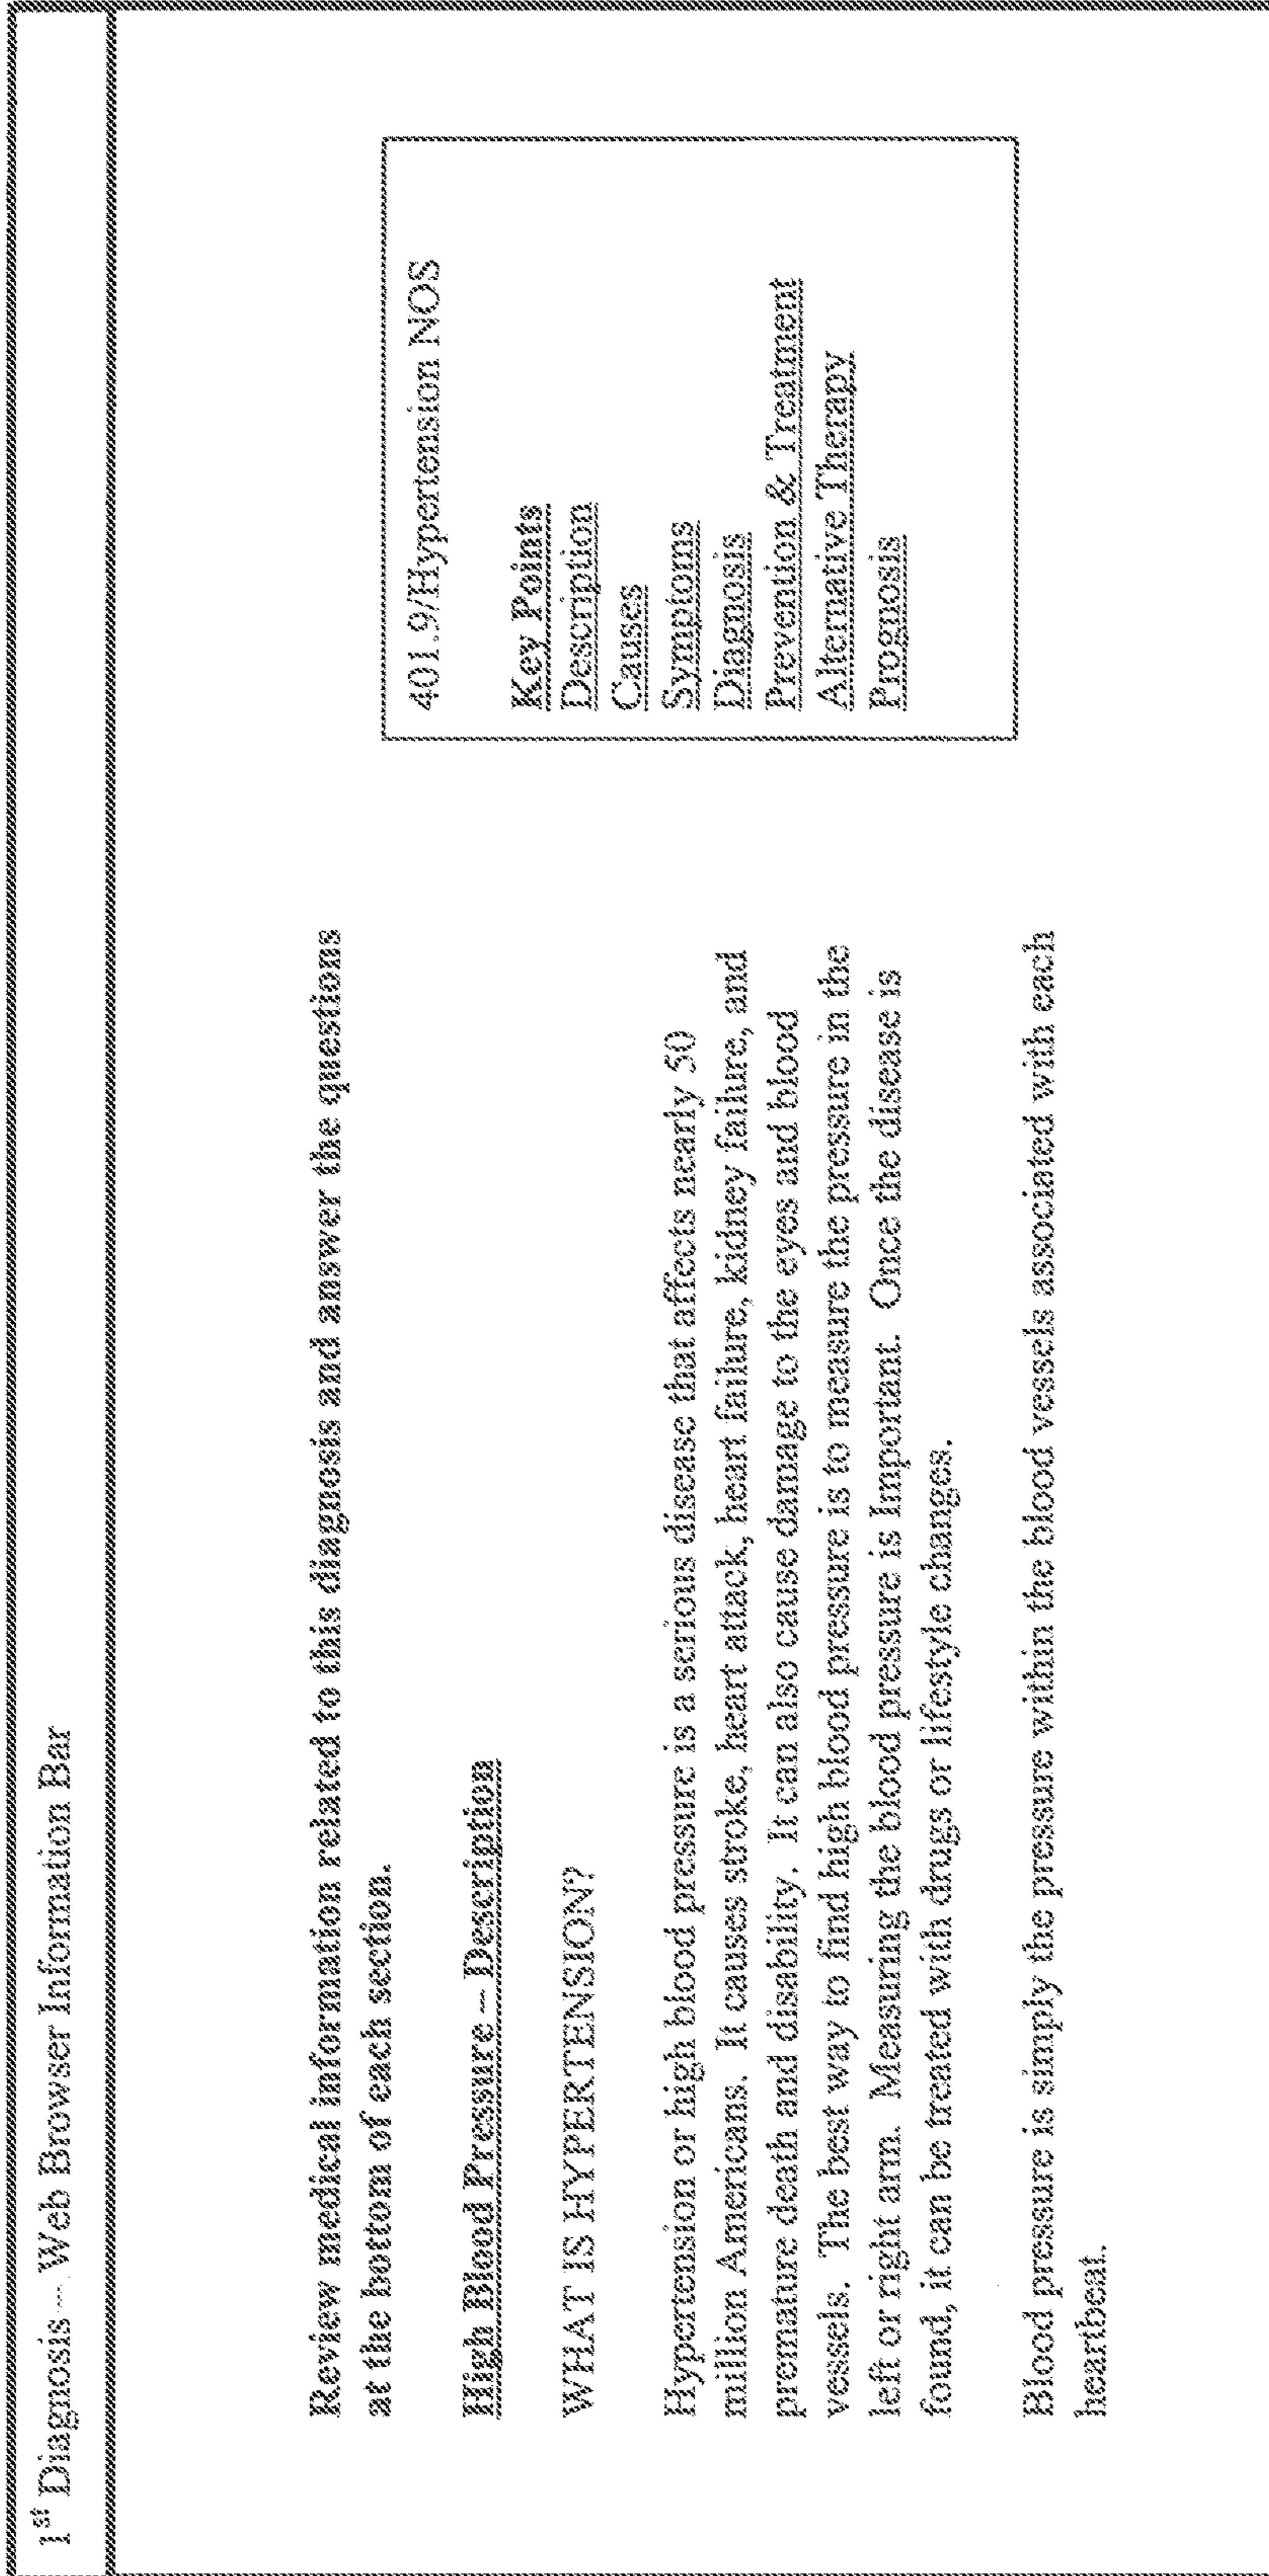 1st Diagnosis – Web Browser Information Bar
Review medical information related to this diagnosis and answer the questions
at the bottom of each section.
High Blood Pressure – Description
WHAT IS HYPERTENSION?
Hypertension or high blood pressure is a serious disease that affects nearly 50
million Americans. It causes stroke, heart attack, heart failure, kidney failure, and
premature death and disability. It can also cause damage to the eyes and blood
vessels. The best way to find high blood pressure is to measure the pressure in the
left or right arm. Measuring the blood pressure is Important. Once the disease is
found, it can be treated with drugs or lifestyle changes.
Blood pressure is simply the pressure within the blood vessels associated with each
heartbeat.
401.9/Hypertension NOS
Key Points
Description
Causes
Symptoms
Diagnosis
Prevention & Treatment
Alternative Therapy
Prognosis